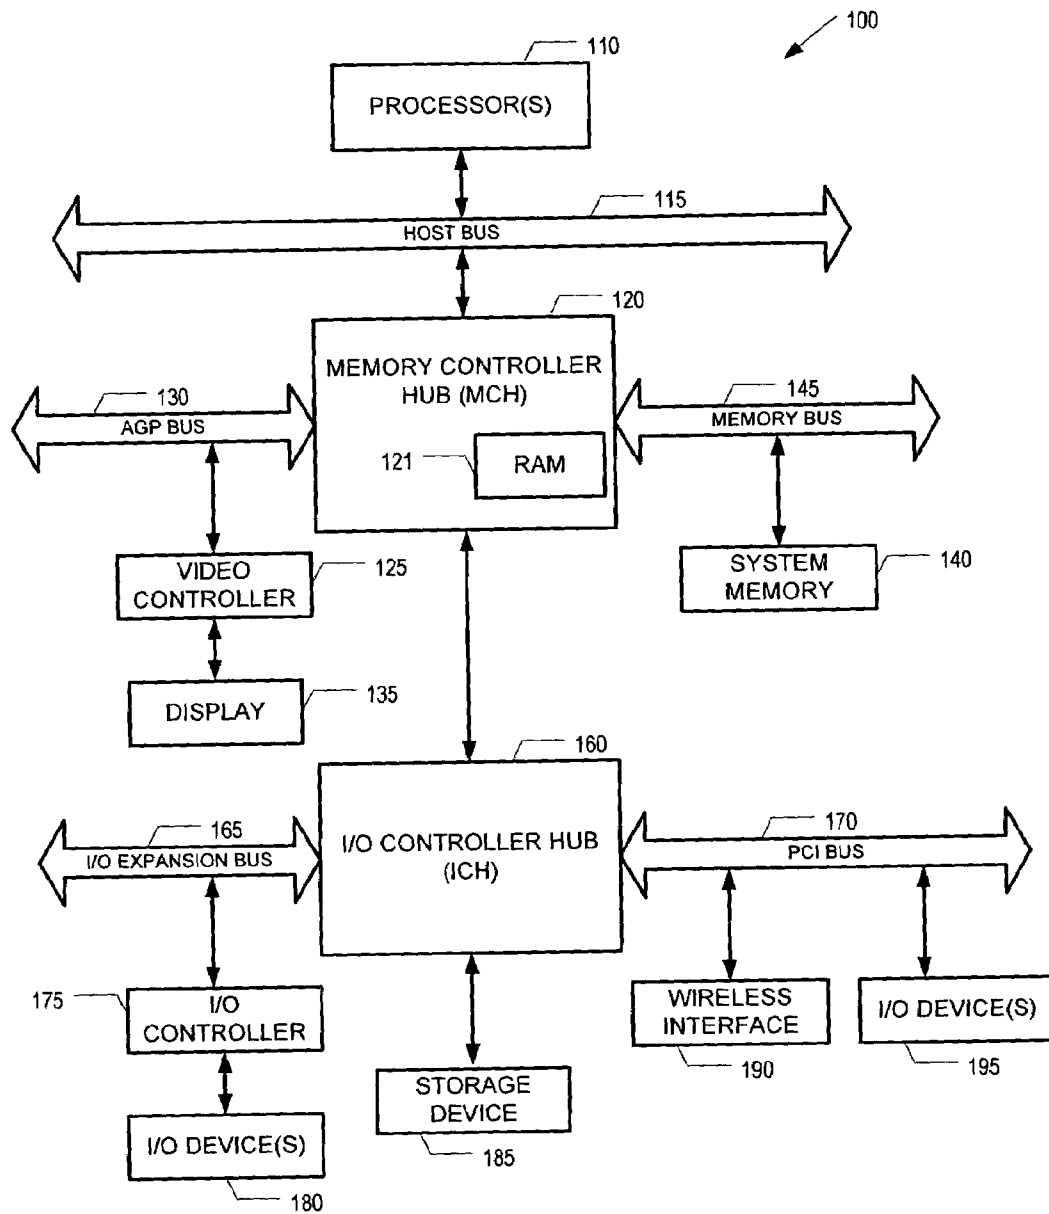 100
110
PROCESSOR(S)
115
HOST BUS
120
MEMORY CONTROLLER
HUB (MCH)
130
AGP BUS
145
MEMORY BUS
121
RAM
VIDEO
CONTROLLER
125
SYSTEM
MEMORY
140
DISPLAY
135
160
I/O CONTROLLER HUB
(ICH)
165
I/O EXPANSION BUS
170
PCI BUS
175
I/O
CONTROLLER
WIRELESS
INTERFACE
190
I/O DEVICE(S)
195
STORAGE
DEVICE
185
I/O DEVICE(S)
180